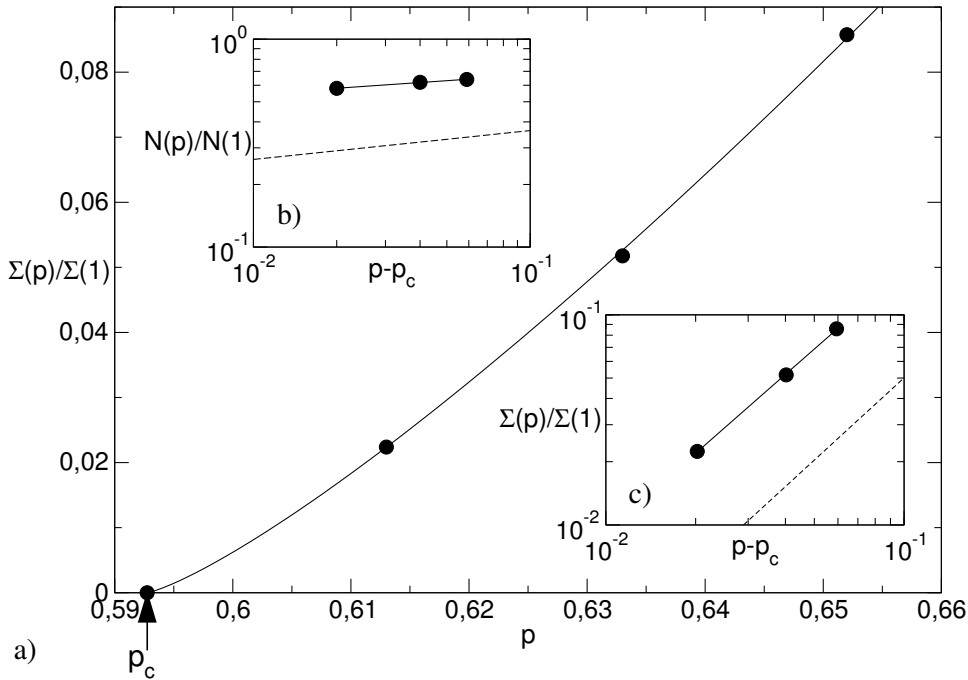 0,08
0,06
Σ(p)/Σ(1)
0,04
0,02
0
0,59 0,6 0,61 0,62 0,63 0,64 0,65 0,66
p
a)
p_c
10^0
N(p)/N(1)
b)
10^-1
10^-2 p-p_c 10^-1
10^-1
Σ(p)/Σ(1)
c)
10^-2
10^-2 p-p_c 10^-1